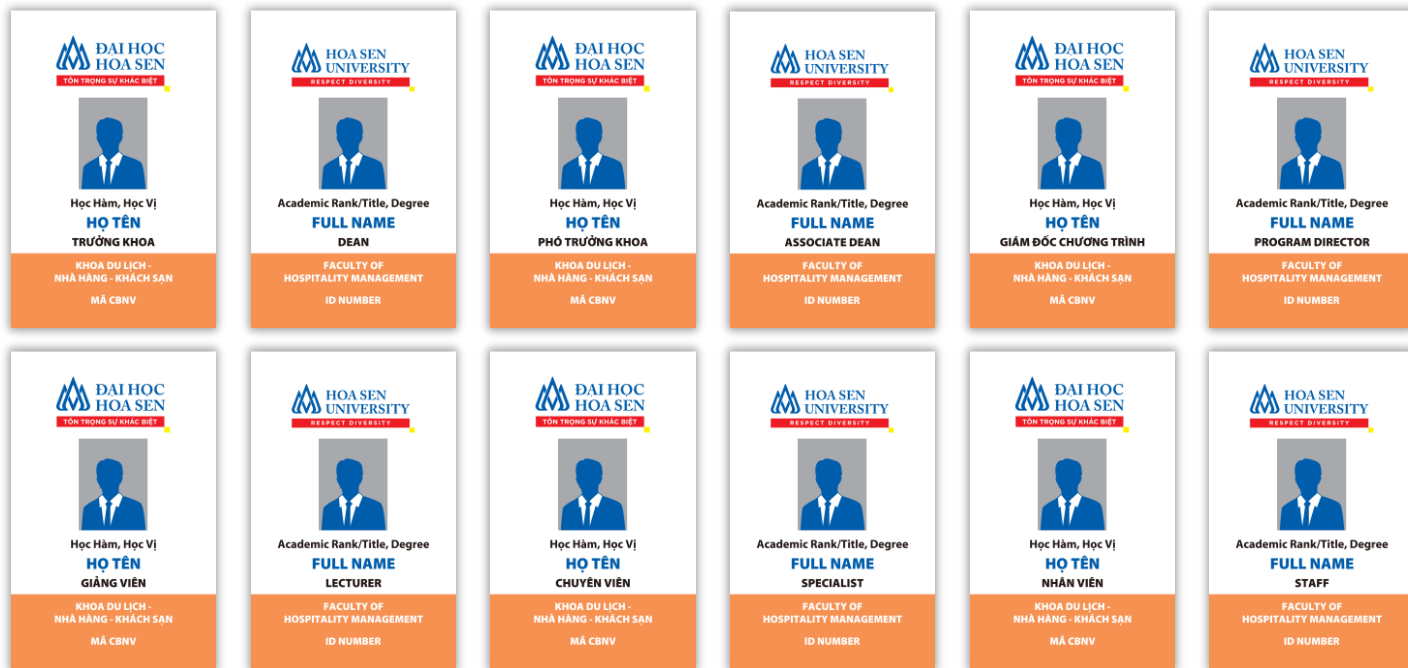 ĐẠI HỌC
HOA SEN
TÔN TRỌNG SỰ KHÁC BIỆT
Học Hàm, Học Vị
HỌ TÊN
TRƯỞNG KHOA
KHOA DU LỊCH -
NHÀ HÀNG - KHÁCH SẠN
MÃ CBNV
HOA SEN
UNIVERSITY
RESPECT DIVERSITY
Academic Rank/Title, Degree
FULL NAME
DEAN
FACULTY OF
HOSPITALITY MANAGEMENT
ID NUMBER
ĐẠI HỌC
HOA SEN
TÔN TRỌNG SỰ KHÁC BIỆT
Học Hàm, Học Vị
HỌ TÊN
PHÓ TRƯỞNG KHOA
KHOA DU LỊCH -
NHÀ HÀNG - KHÁCH SẠN
MÃ CBNV
HOA SEN
UNIVERSITY
RESPECT DIVERSITY
Academic Rank/Title, Degree
FULL NAME
ASSOCIATE DEAN
FACULTY OF
HOSPITALITY MANAGEMENT
ID NUMBER
ĐẠI HỌC
HOA SEN
TÔN TRỌNG SỰ KHÁC BIỆT
Học Hàm, Học Vị
HỌ TÊN
GIÁM ĐỐC CHƯƠNG TRÌNH
KHOA DU LỊCH -
NHÀ HÀNG - KHÁCH SẠN
MÃ CBNV
HOA SEN
UNIVERSITY
RESPECT DIVERSITY
Academic Rank/Title, Degree
FULL NAME
PROGRAM DIRECTOR
FACULTY OF
HOSPITALITY MANAGEMENT
ID NUMBER
ĐẠI HỌC
HOA SEN
TÔN TRỌNG SỰ KHÁC BIỆT
Học Hàm, Học Vị
HỌ TÊN
GIẢNG VIÊN
KHOA DU LỊCH -
NHÀ HÀNG - KHÁCH SẠN
MÃ CBNV
HOA SEN
UNIVERSITY
RESPECT DIVERSITY
Academic Rank/Title, Degree
FULL NAME
LECTURER
FACULTY OF
HOSPITALITY MANAGEMENT
ID NUMBER
ĐẠI HỌC
HOA SEN
TÔN TRỌNG SỰ KHÁC BIỆT
Học Hàm, Học Vị
HỌ TÊN
CHUYÊN VIÊN
KHOA DU LỊCH -
NHÀ HÀNG - KHÁCH SẠN
MÃ CBNV
HOA SEN
UNIVERSITY
RESPECT DIVERSITY
Academic Rank/Title, Degree
FULL NAME
SPECIALIST
FACULTY OF
HOSPITALITY MANAGEMENT
ID NUMBER
ĐẠI HỌC
HOA SEN
TÔN TRỌNG SỰ KHÁC BIỆT
Học Hàm, Học Vị
HỌ TÊN
NHÂN VIÊN
KHOA DU LỊCH -
NHÀ HÀNG - KHÁCH SẠN
MÃ CBNV
HOA SEN
UNIVERSITY
RESPECT DIVERSITY
Academic Rank/Title, Degree
FULL NAME
STAFF
FACULTY OF
HOSPITALITY MANAGEMENT
ID NUMBER